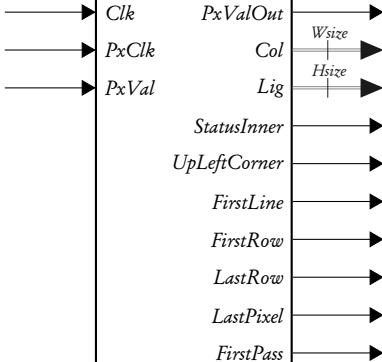 Clk PxValOut
Wsize
PxClk Col
Hsize
PxVal Lig
StatusInner
UpLeftCorner
FirstLine
FirstRow
LastRow
LastPixel
FirstPass